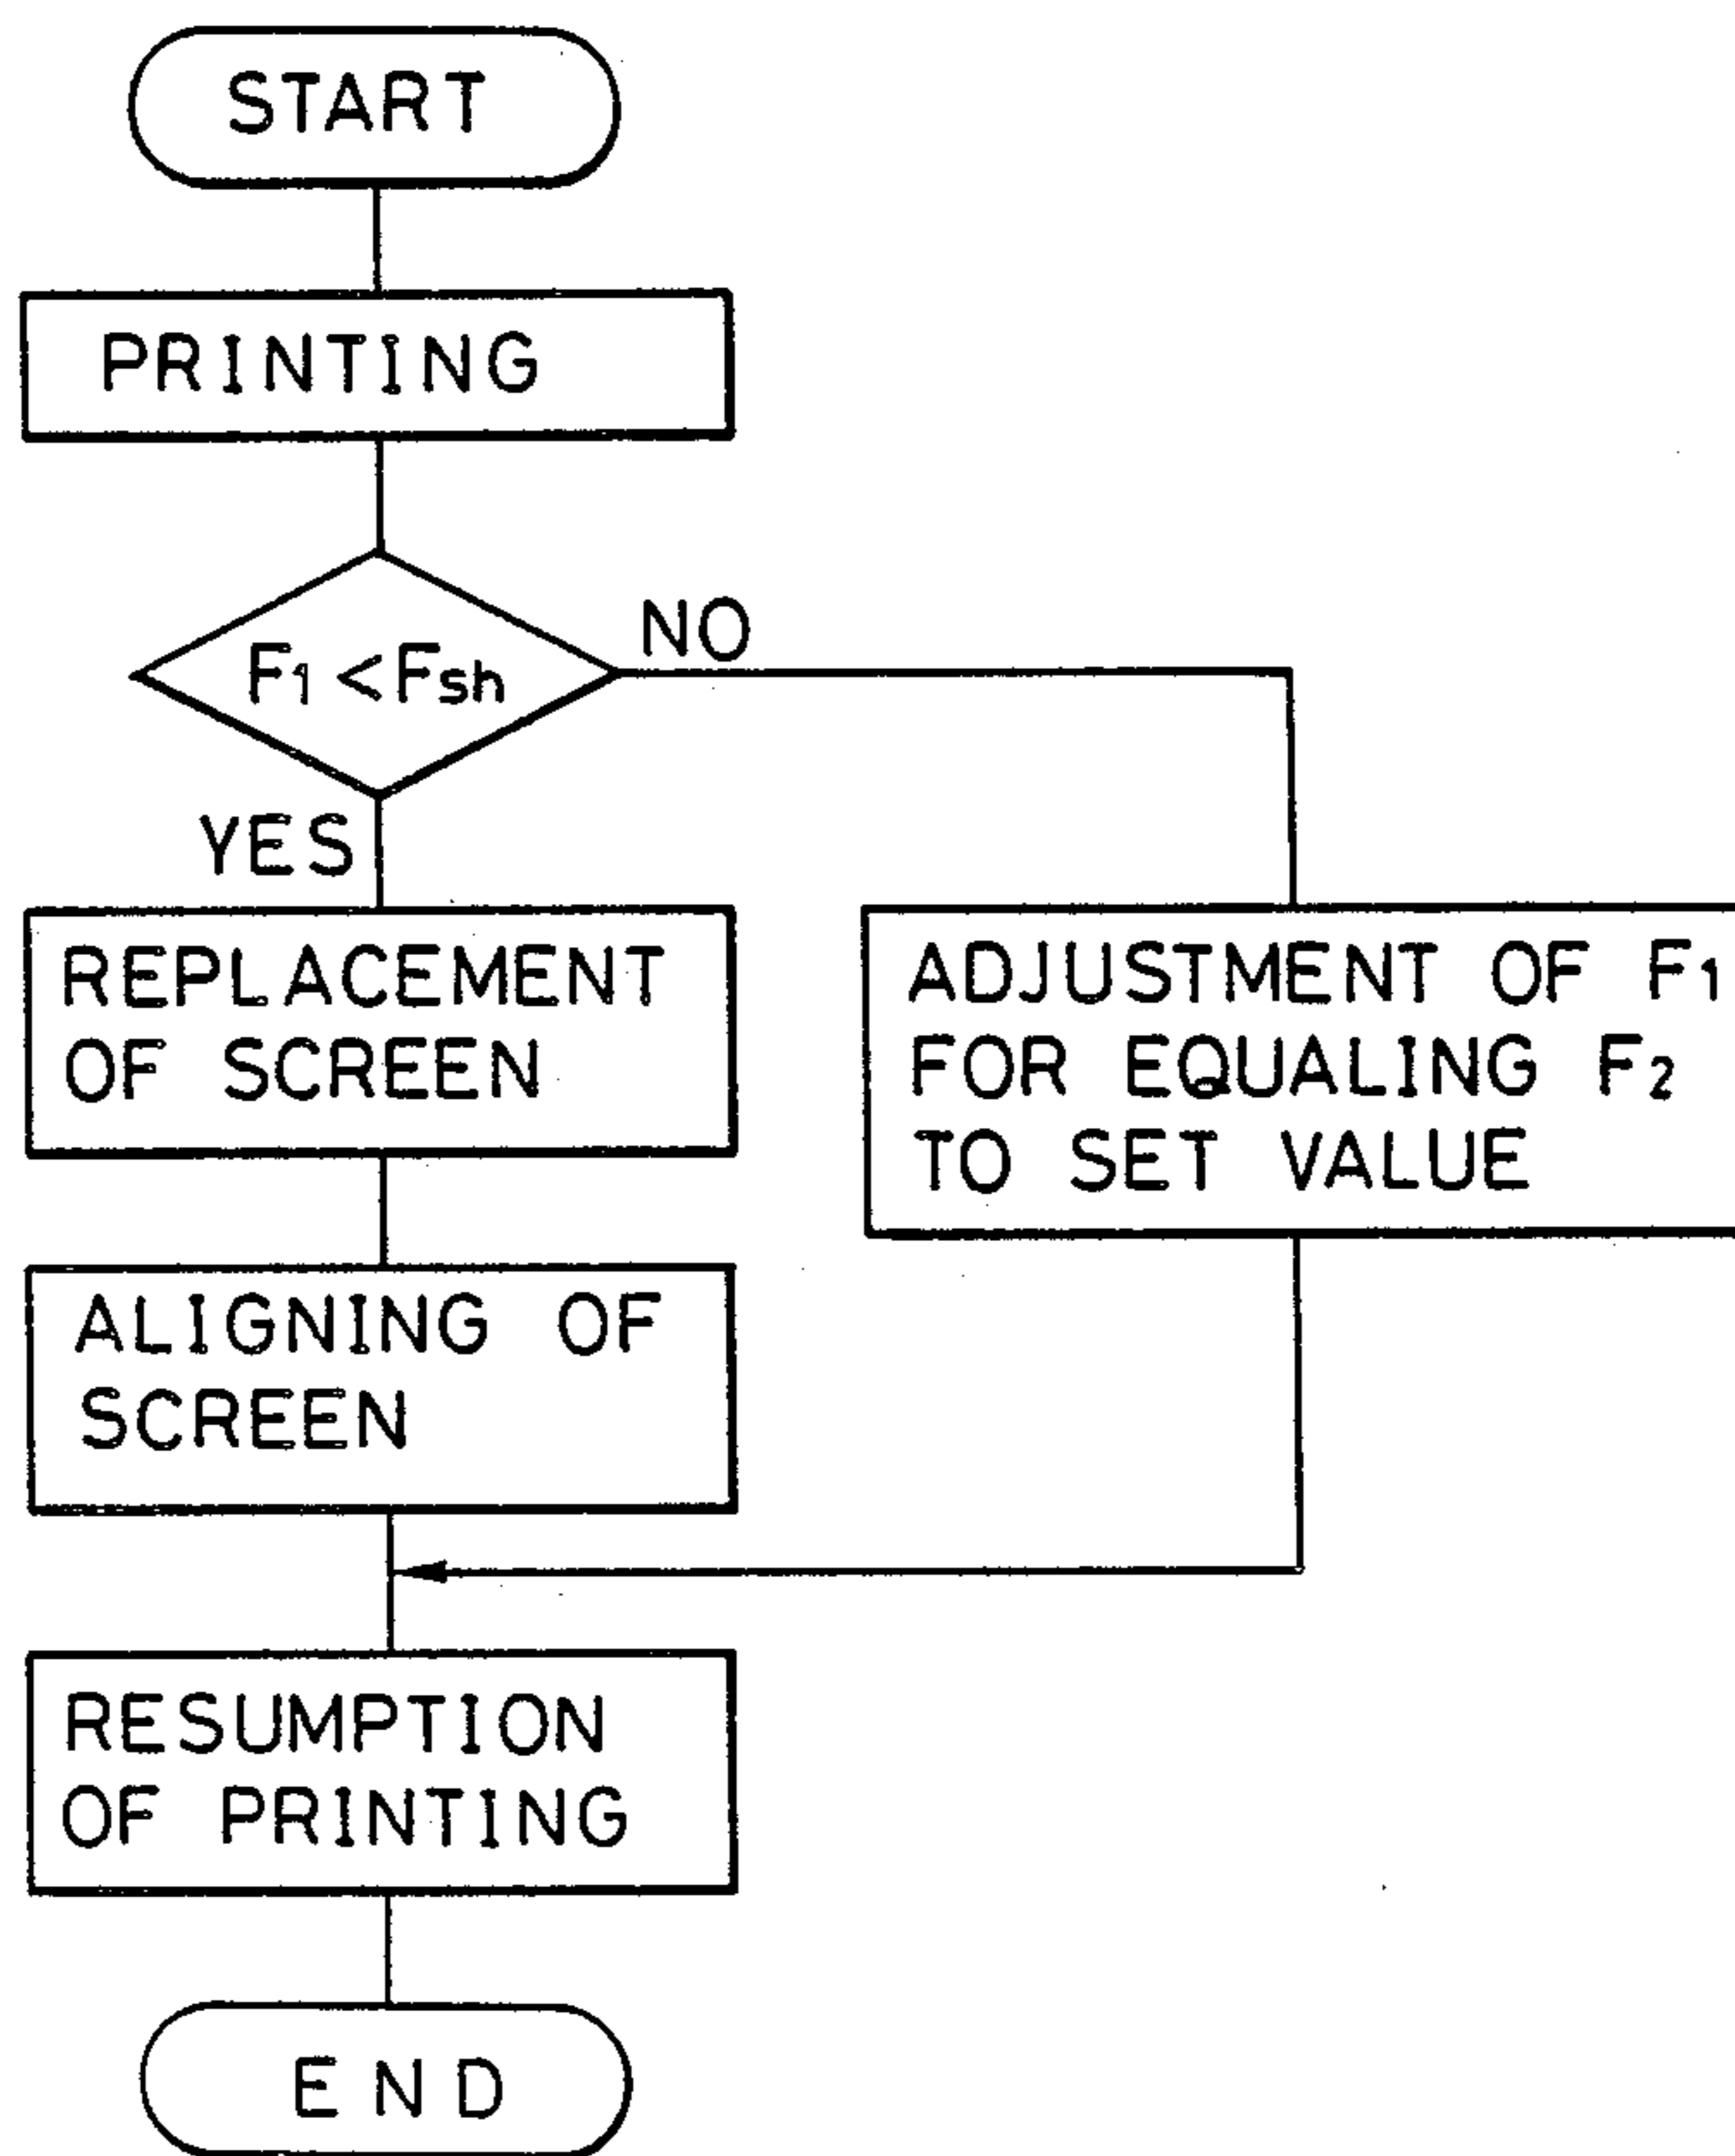 START
PRINTING
F1 <Fsh
NO
YES
REPLACEMENT
OF SCREEN
ADJUSTMENT OF F1
FOR EQUALING F2
TO SET VALUE
ALIGNING OF
SCREEN
RESUMPTION
OF PRINTING
END